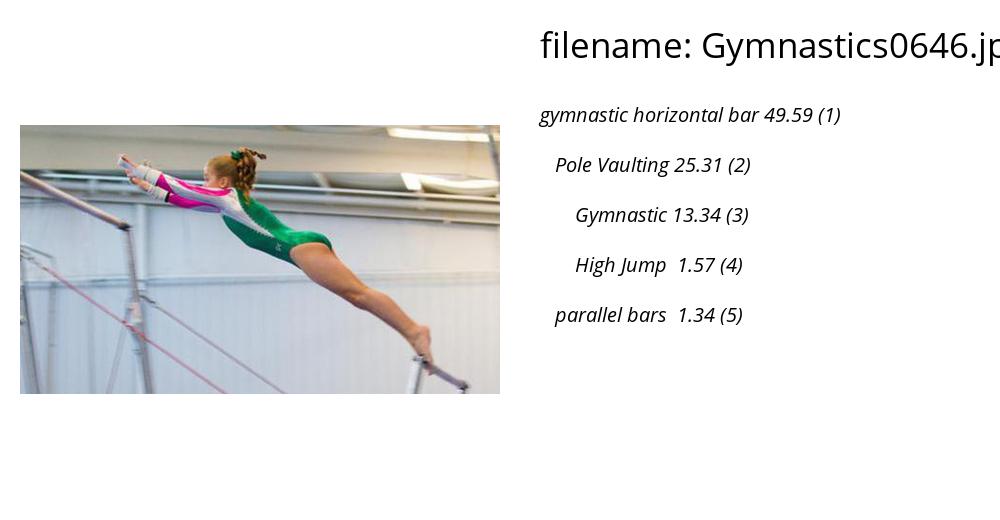 filename: Gymnastics0646.jp
gymnastic horizontal bar 49.59 (1)
Pole Vaulting 25.31 (2)
Gymnastic 13.34 (3)
High Jump 1.57 (4)
parallel bars 1.34 (5)